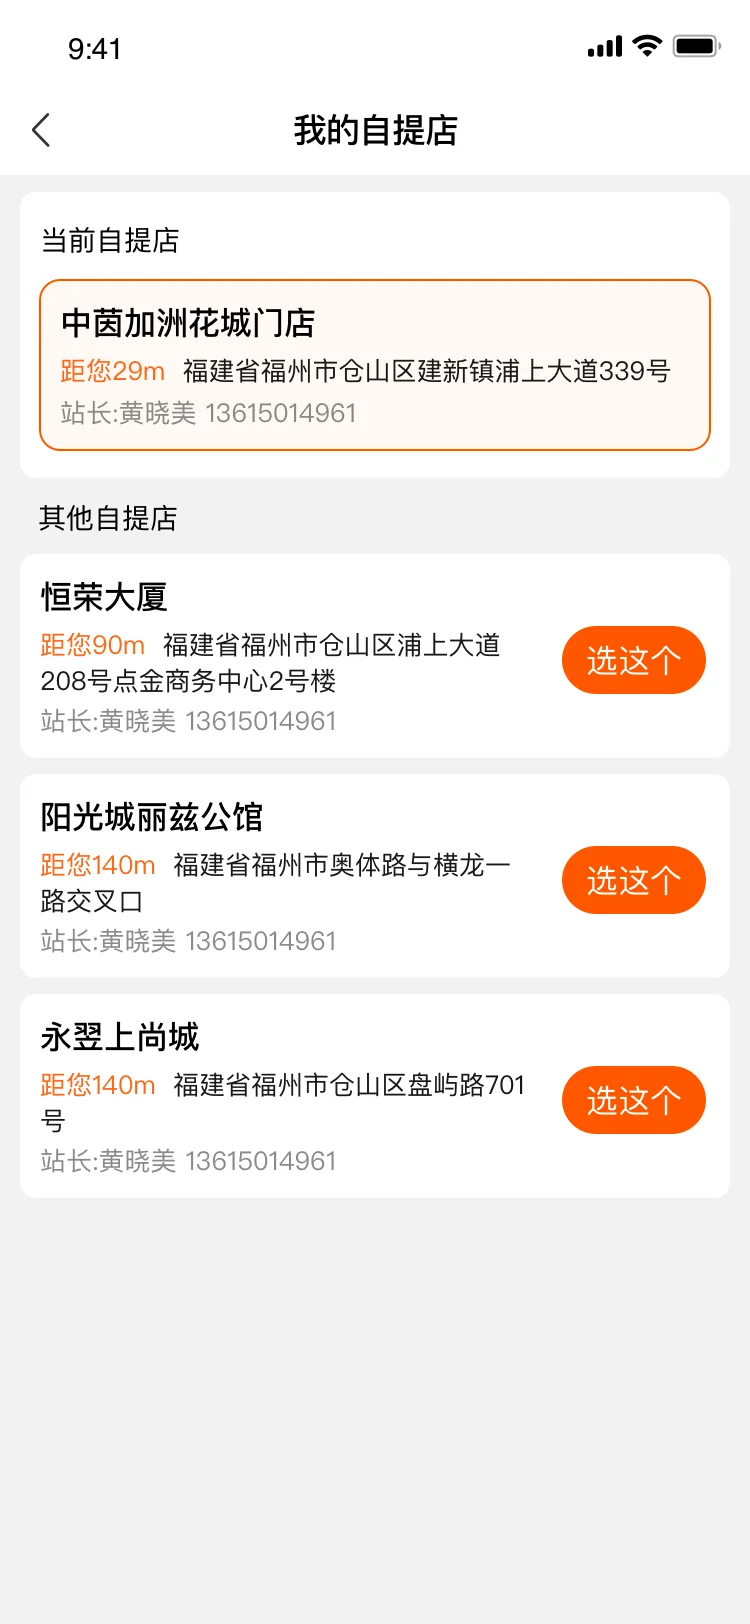 9:41
我的自提店
当前自提店
中茵加洲花城门店
距您29m 福建省福州市仓山区建新镇浦上大道339号
站长:黄晓美 13615014961
其他自提店
恒荣大厦
距您90m 福建省福州市仓山区浦上大道
208号点金商务中心2号楼
站长:黄晓美 13615014961
选这个
阳光城丽兹公馆
距您140m 福建省福州市奥体路与横龙一
路交叉口
站长:黄晓美 13615014961
选这个
永翌上尚城
距您140m 福建省福州市仓山区盘屿路701
号
站长:黄晓美 13615014961
选这个